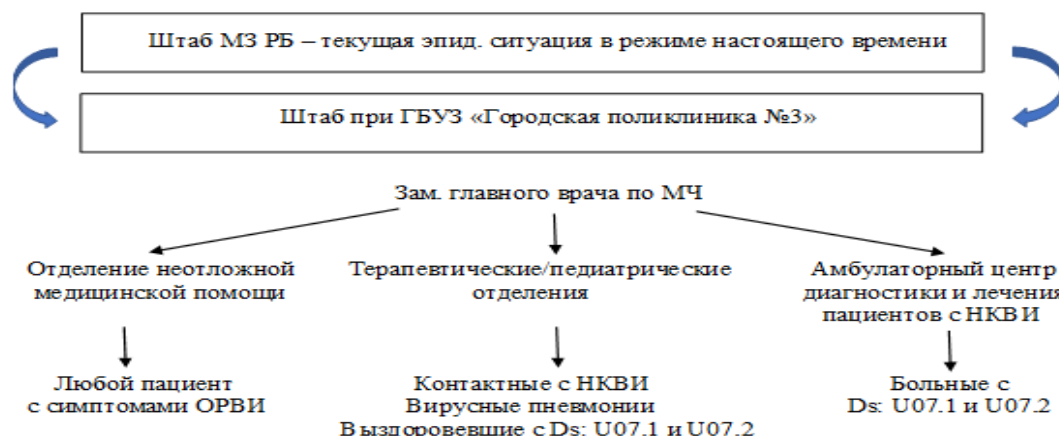 Штаб МЗ РБ – текущая эпид. ситуация в режиме настоящего времени
Штаб при ГБУЗ «Городская поликлиника №3»
Зам. главного врача по МЧ
Отделение неотложной
медицинской помощи
Терапевтические/педиатрические
отделения
Амбулаторный центр
диагностики и лечения
пациентов с НКВИ
Любой пациент
с симптомами ОРВИ
Контактные с НКВИ
Вирусные пневмонии
Выздоровевшие с Ds: U07.1 и U07.2
Больные с
Ds: U07.1 и U07.2